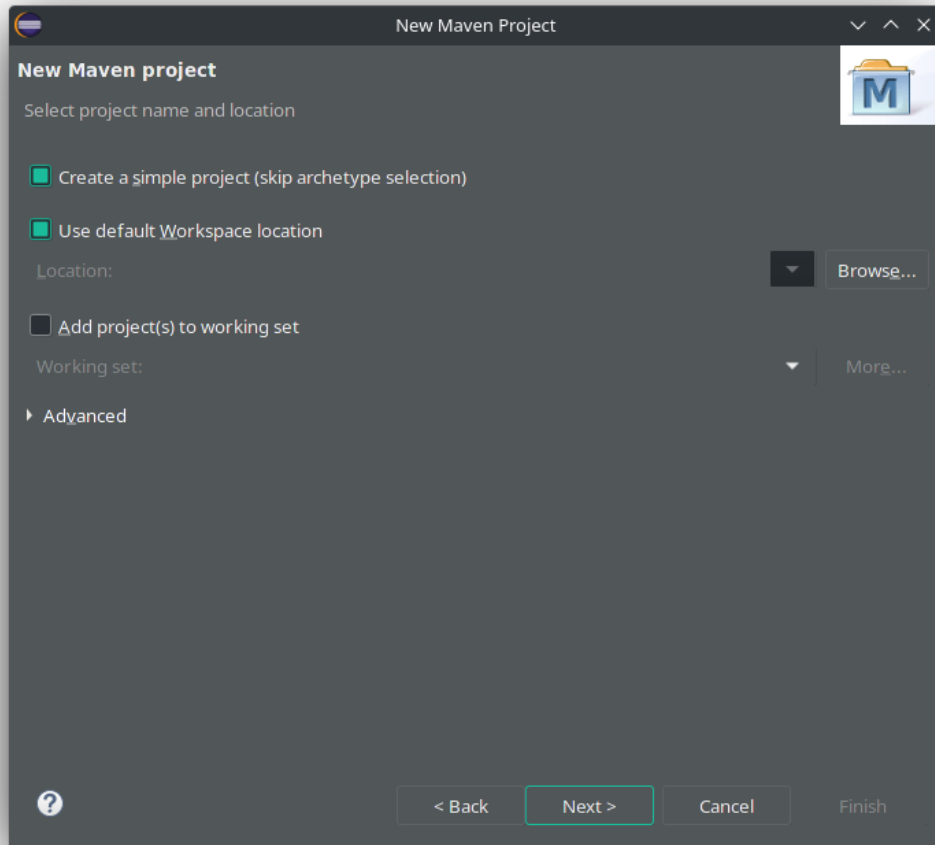 New Maven Project
New Maven project
M
Select project name and location
Create a simple project (skip archetype selection)
Use default Workspace location
Location:
Browse...
Add project(s) to working set
Working set:
More...
Advanced
?
< Back
Next >
Cancel
Finish